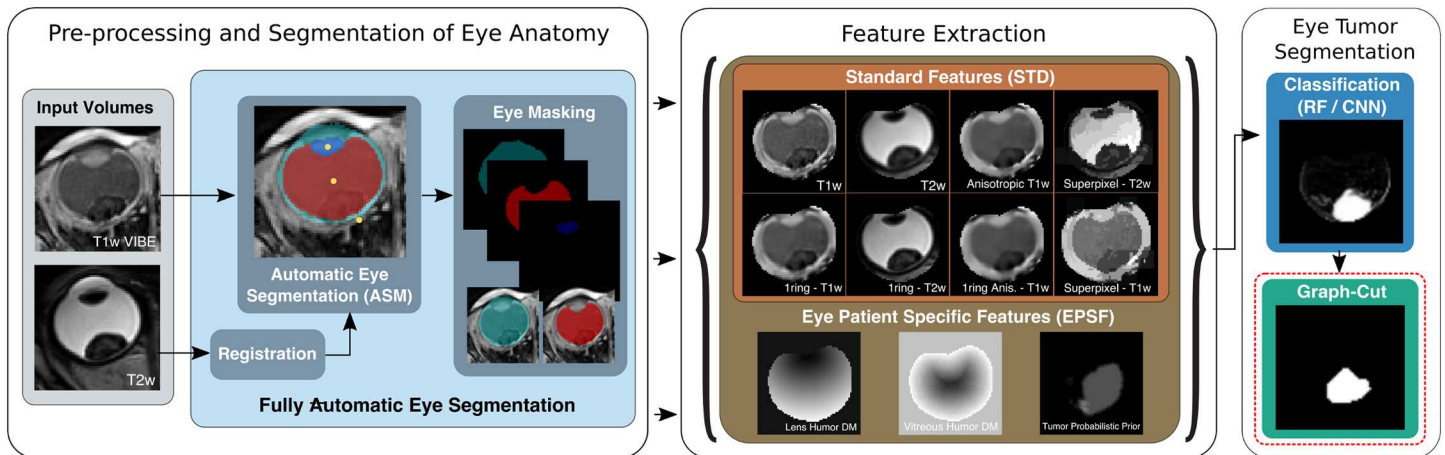 Pre-processing and Segmentation of Eye Anatomy
Input Volumes
T1w VIBE
T2w
Automatic Eye
Segmentation (ASM)
Registration
Eye Masking
Fully Automatic Eye Segmentation
Feature Extraction
Standard Features (STD)
T1w
T2w
Anisotropic T1w
Superpixel - T2w
1ring - T1w
1ring - T2w
1ring Anis. - T1w
Superpixel - T1w
Eye Patient Specific Features (EPSF)
Lens Humor DM
Vitreous Humor DM
Tumor Probabilistic Prior
Eye Tumor
Segmentation
Classification
(RF / CNN)
Graph-Cut